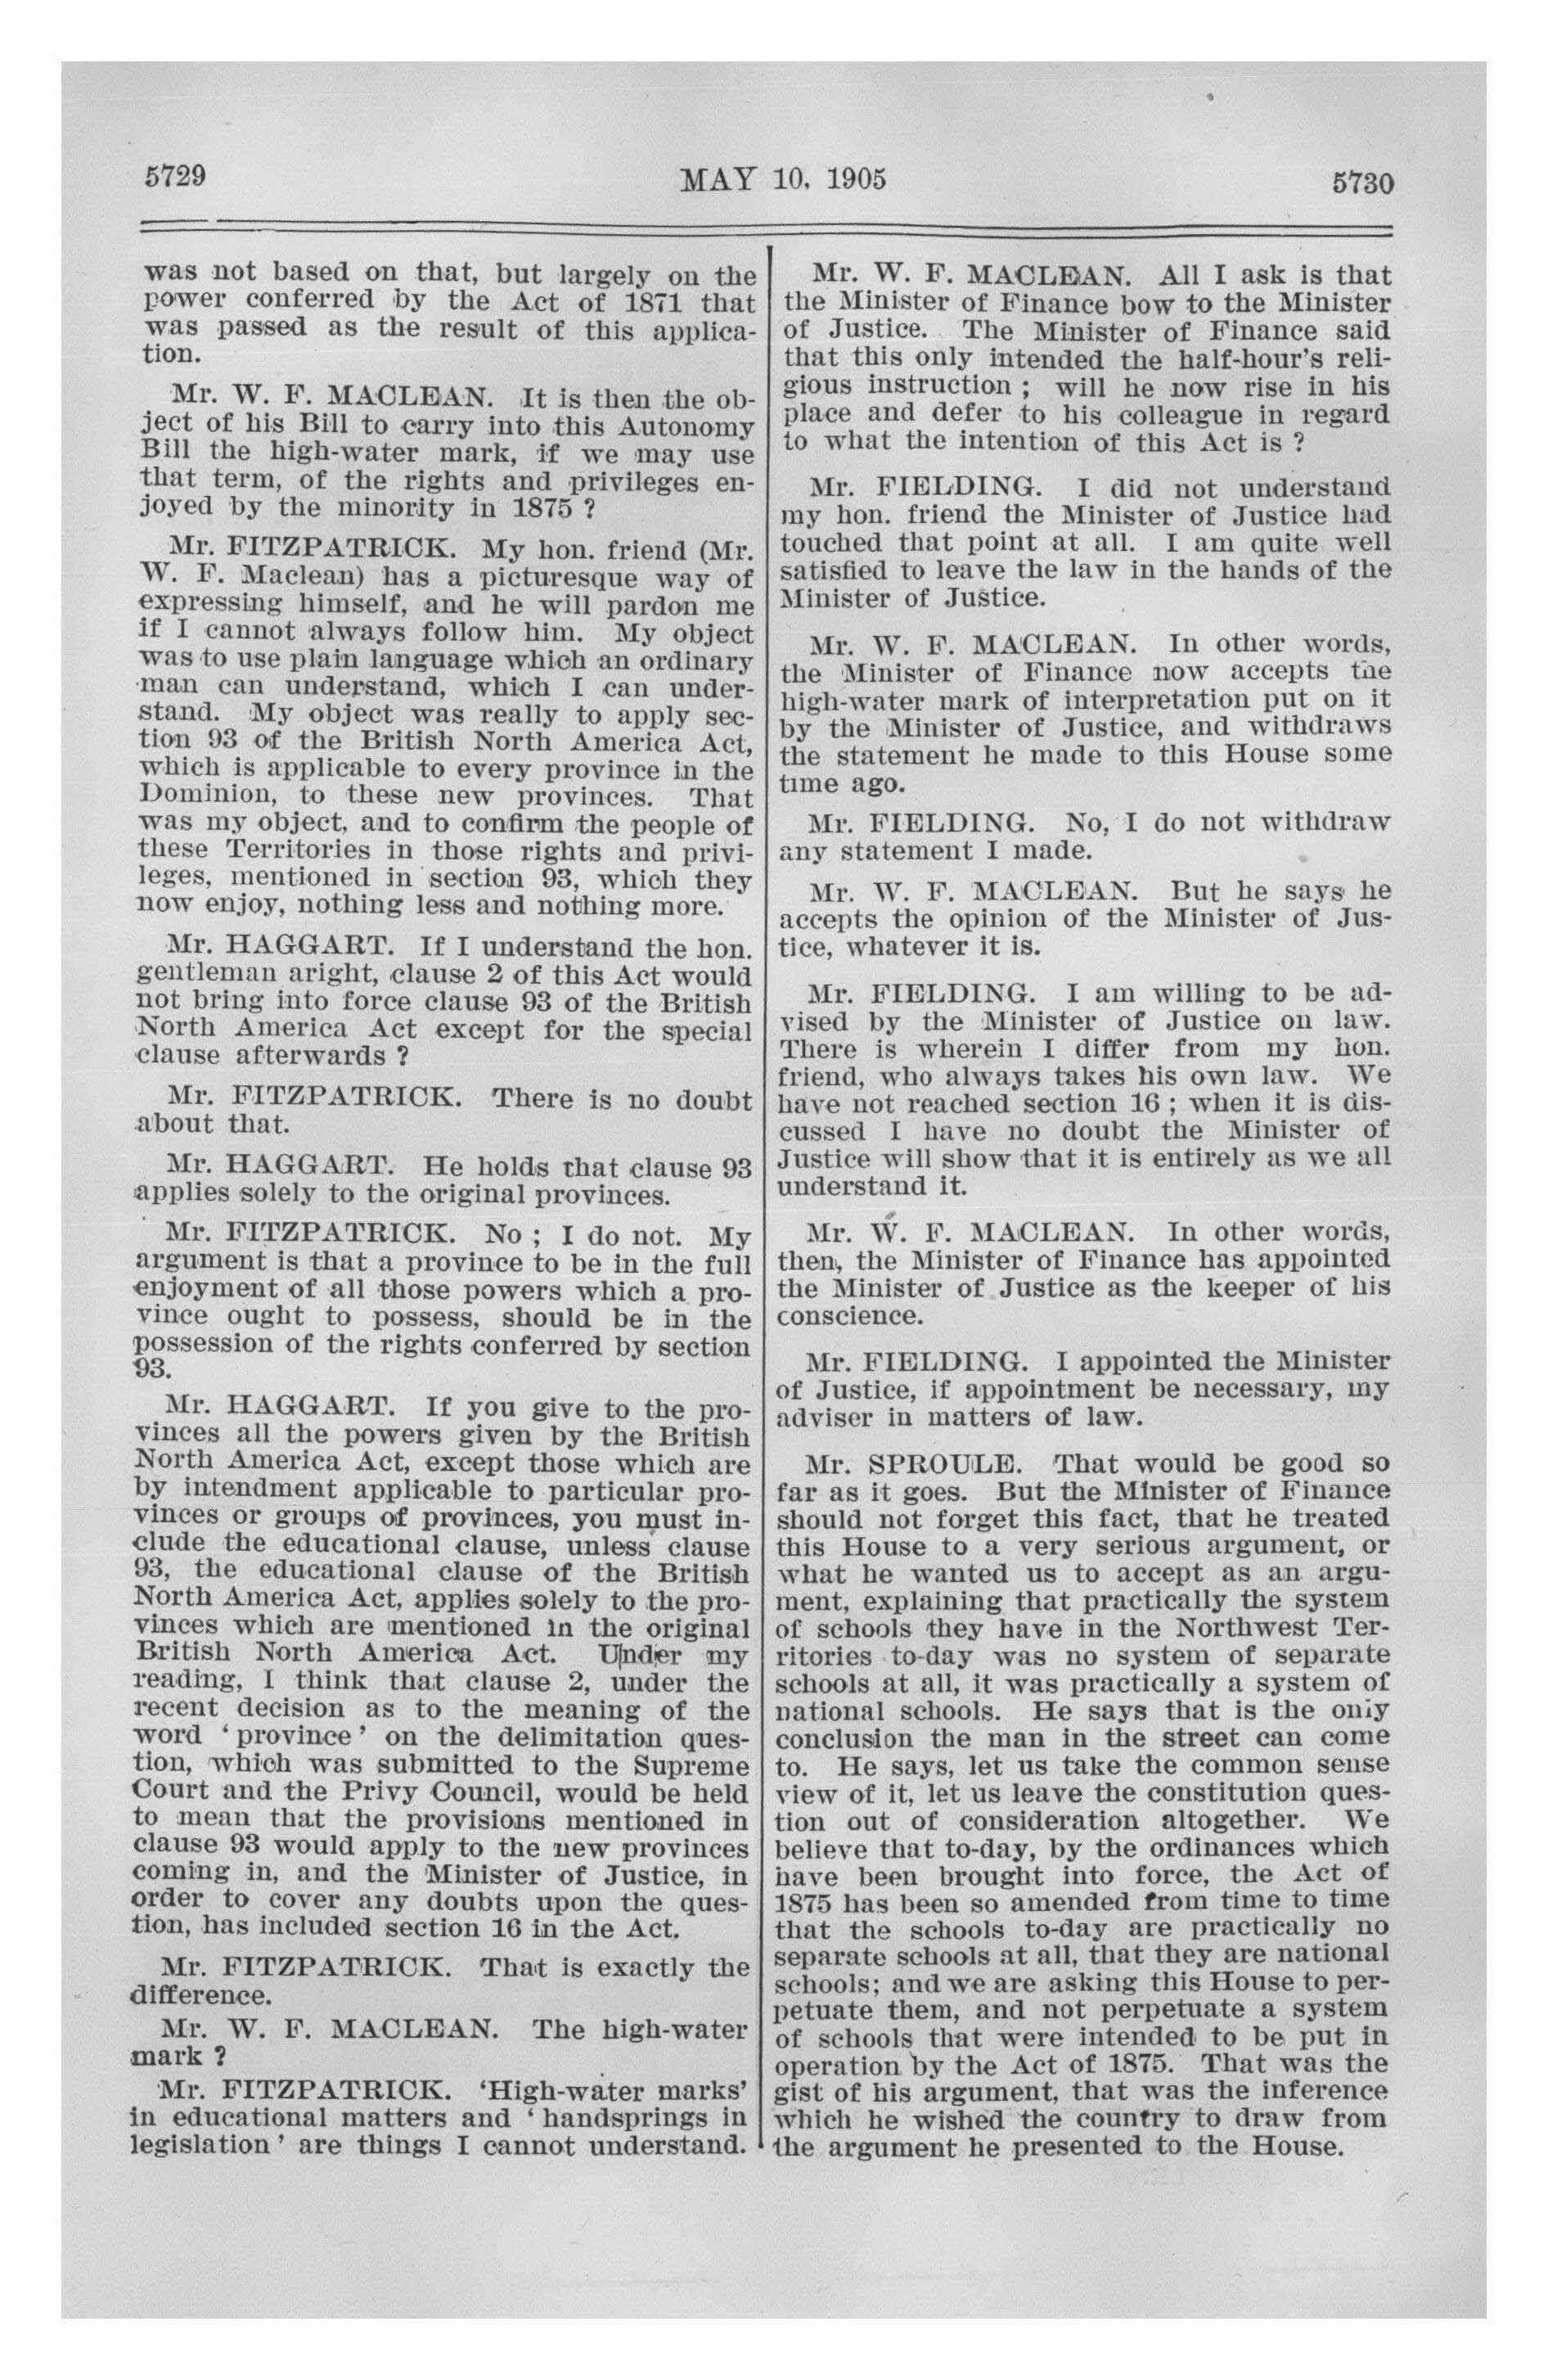 5729
MAY 10, 1905
5730
was not based on that, but largely on the
power conferred by the Act of 1871 that
was passed as the result of this applica-
tion.
Mr. W. F. MACLEAN. It is then the ob-
ject of his Bill to carry into this Autonomy
Bill the high-water mark, if we may use
that term, of the rights and privileges en-
joyed by the minority in 1875 ?
Mr. FITZPATRICK. My hon. friend (Mr.
W. F. Maclean) has a picturesque way of
expressing himself, and he will pardon me
if I cannot always follow him. My object
was to use plain language which an ordinary
man can understand, which I can under-
stand. My object was really to apply sec-
tion 93 of the British North America Act,
which is applicable to every province in the
Dominion, to these new provinces. That
was my object, and to confirm the people of
these Territories in those rights and privi-
leges, mentioned in section 93, which they
now enjoy, nothing less and nothing more.
Mr. HAGGART. If I understand the hon.
gentleman aright, clause 2 of this Act would
not bring into force clause 93 of the British
North America Act except for the special
clause afterwards ?
Mr. FITZPATRICK. There is no doubt
about that.
Mr. HAGGART. He holds that clause 93
applies solely to the original provinces.
Mr. FITZPATRICK. No ; I do not. My
argument is that a province to be in the full
enjoyment of all those powers which a pro-
vince ought to possess, should be in the
possession of the rights conferred by section
93.
Mr. HAGGART. If you give to the pro-
vinces all the powers given by the British
North America Act, except those which are
by intendment applicable to particular pro-
vinces or groups of provinces, you must in-
clude the educational clause, unless clause
93, the educational clause of the British
North America Act, applies solely to the pro-
vinces which are mentioned in the original
British North America Act. Under my
reading, I think that clause 2, under the
recent decision as to the meaning of the
word ‘ province ’ on the delimitation ques-
tion, which was submitted to the Supreme
Court and the Privy Council, would be held
to mean that the provisions mentioned in
clause 93 would apply to the new provinces
coming in, and the Minister of Justice, in
order to cover any doubts upon the ques-
tion, has included section 16 in the Act.
Mr. FITZPATRICK. That is exactly the
difference.
Mr. W. F. MACLEAN. The high-water
mark ?
Mr. FITZPATRICK. ‘High-water marks’
in educational matters and ‘ handsprings in
legislation ’ are things I cannot understand.
Mr. W. F. MACLEAN. All I ask is that
the Minister of Finance bow to the Minister
of Justice. The Minister of Finance said
that this only intended the half-hour's reli-
gious instruction ; will he now rise in his
place and defer to his colleague in regard
to what the intention of this Act is ?
Mr. FIELDING. I did not understand
my hon. friend the Minister of Justice had
touched that point at all. I am quite well
satisfied to leave the law in the hands of the
Minister of Justice.
Mr. W. F. MACLEAN. In other words,
the Minister of Finance now accepts the
high-water mark of interpretation put on it
by the Minister of Justice, and withdraws
the statement he made to this House some
time ago.
Mr. FIELDING. No, I do not withdraw
any statement I made.
Mr. W. F. MACLEAN. But he says he
accepts the opinion of the Minister of Jus-
tice, whatever it is.
Mr. FIELDING. I am willing to be ad-
vised by the Minister of Justice on law.
There is wherein I differ from my hon.
friend, who always takes his own law. We
have not reached section 16 ; when it is dis-
cussed I have no doubt the Minister of
Justice will show that it is entirely as we all
understand it.
Mr. W. F. MACLEAN. In other words,
then, the Minister of Finance has appointed
the Minister of Justice as the keeper of his
conscience.
Mr. FIELDING. I appointed the Minister
of Justice, if appointment be necessary, my
adviser in matters of law.
Mr. SPROULE. That would be good so
far as it goes. But the Minister of Finance
should not forget this fact, that he treated
this House to a very serious argument, or
what he wanted us to accept as an argu-
ment, explaining that practically the system
of schools they have in the Northwest Ter-
ritories to-day was no system of separate
schools at all, it was practically a system of
national schools. He says that is the only
conclusion the man in the street can come
to. He says, let us take the common sense
view of it, let us leave the constitution ques-
tion out of consideration altogether. We
believe that to-day, by the ordinances which
have been brought into force, the Act of
1875 has been so amended from time to time
that the schools to-day are practically no
separate schools at all, that they are national
schools; and we are asking this House to per-
petuate them, and not perpetuate a system
of schools that were intended to be put in
operation by the Act of 1875. That was the
gist of his argument, that was the inference
which he wished the country to draw from
the argument he presented to the House.